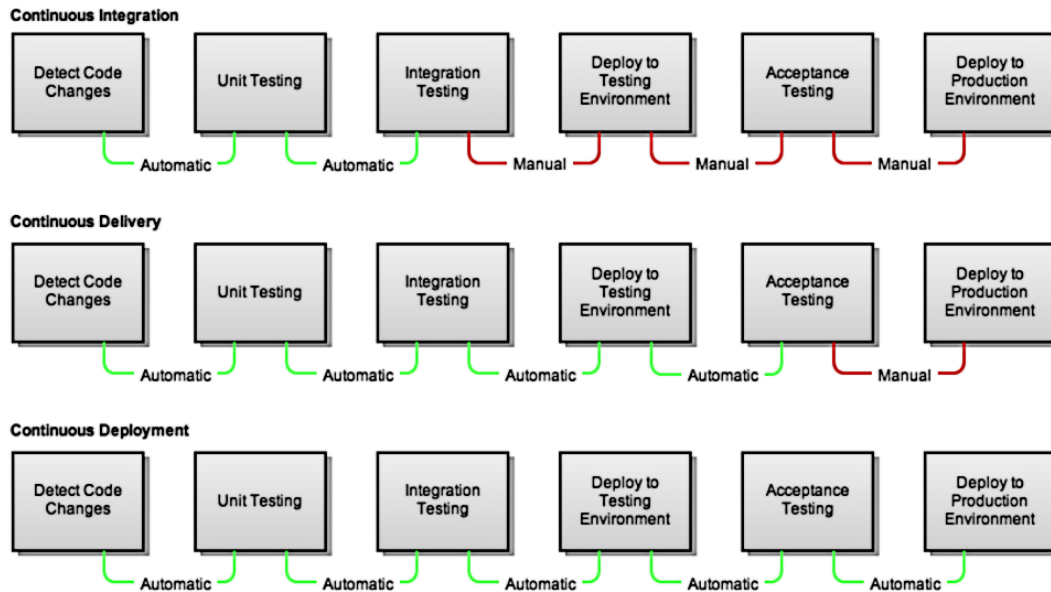 Continuous Integration
Detect Code
Changes
Unit Testing
Integration
Testing
Deploy to
Testing
Environment
Acceptance
Testing
Deploy to
Production
Environment
Automatic
Automatic
Manual
Manual
Manual
Continuous Delivery
Detect Code
Changes
Unit Testing
Integration
Testing
Deploy to
Testing
Environment
Acceptance
Testing
Deploy to
Production
Environment
Automatic
Automatic
Automatic
Automatic
Manual
Continuous Deployment
Detect Code
Changes
Unit Testing
Integration
Testing
Deploy to
Testing
Environment
Acceptance
Testing
Deploy to
Production
Environment
Automatic
Automatic
Automatic
Automatic
Automatic